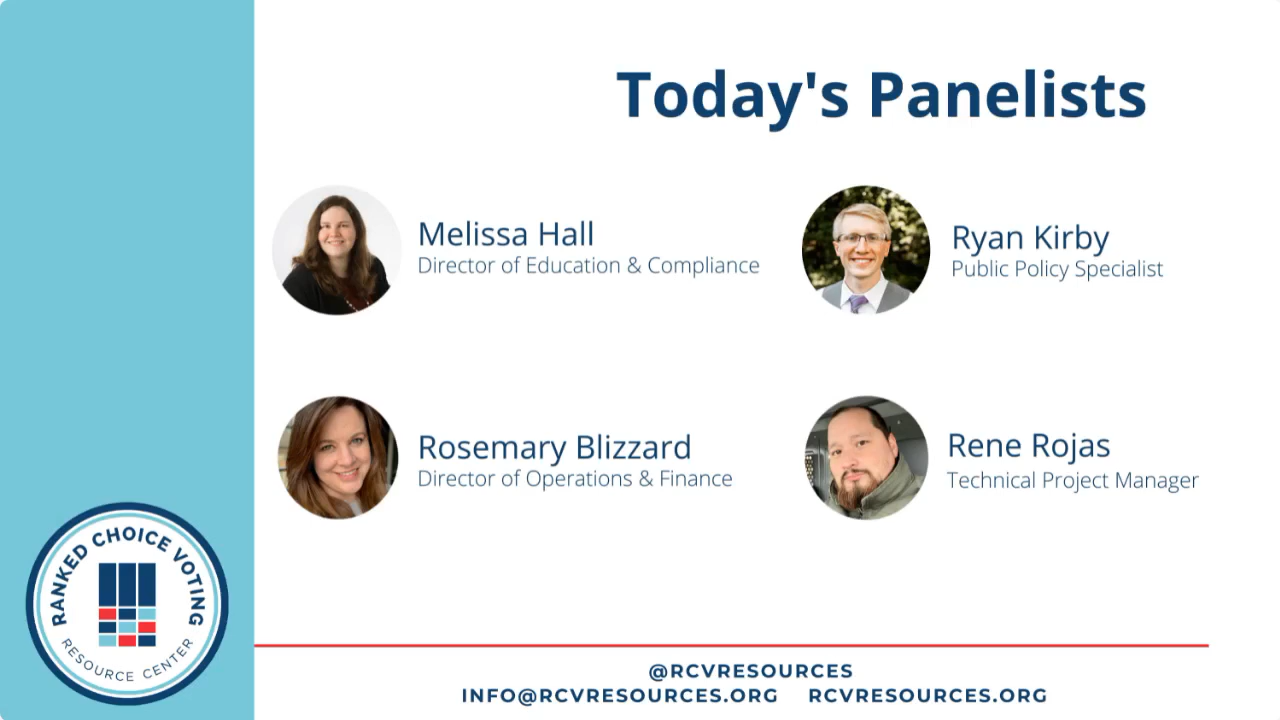 Today's Panelists
Melissa Hall
Director of Education & Compliance
Ryan Kirby
Public Policy Specialist
Rosemary Blizzard
Director of Operations & Finance
Rene Rojas
Technical Project Manager
RANKED CHOICE VOTING
RESOURCE CENTER
@RCVRESOURCES
INFO@RCVRESOURCES.ORG RCVRESOURCES.ORG